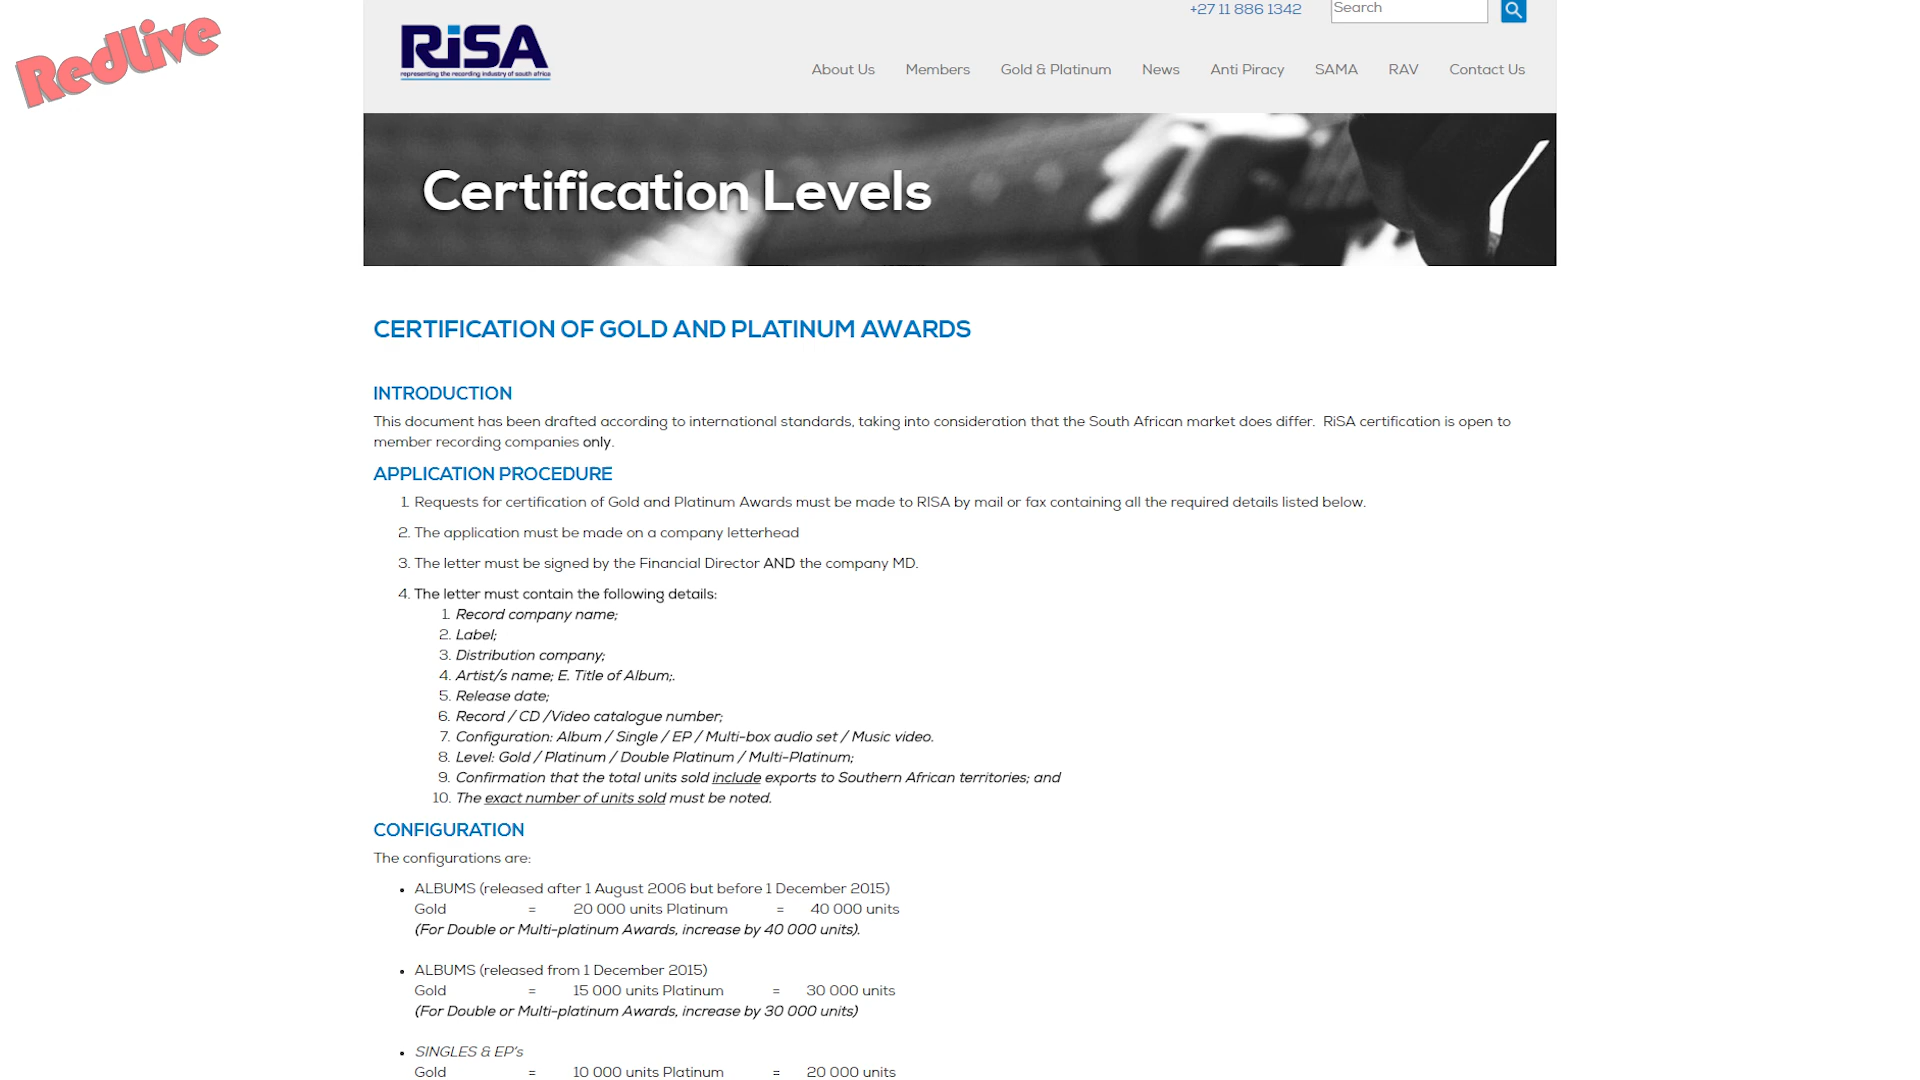 Redlive
+27 11 886 1342
Search
RiSA
representing the recording industry of south africa
About Us Members Gold & Platinum News Anti Piracy SAMA RAV Contact Us
Certification Levels
CERTIFICATION OF GOLD AND PLATINUM AWARDS
INTRODUCTION
This document has been drafted according to international standards, taking into consideration that the South African market does differ. RiSA certification is open to
member recording companies only.
APPLICATION PROCEDURE
1. Requests for certification of Gold and Platinum Awards must be made to RISA by mail or fax containing all the required details listed below.
2. The application must be made on a company letterhead
3. The letter must be signed by the Financial Director AND the company MD.
4. The letter must contain the following details:
1. Record company name;
2. Label;
3. Distribution company;
4. Artist/s name; E. Title of Album;.
5. Release date;
6. Record / CD /Video catalogue number;
7. Configuration: Album / Single / EP / Multi-box audio set / Music video.
8. Level: Gold / Platinum / Double Platinum / Multi-Platinum;
9. Confirmation that the total units sold include exports to Southern African territories; and
10. The exact number of units sold must be noted.
CONFIGURATION
The configurations are:
• ALBUMS (released after 1 August 2006 but before 1 December 2015)
Gold = 20 000 units Platinum = 40 000 units
(For Double or Multi-platinum Awards, increase by 40 000 units).
• ALBUMS (released from 1 December 2015)
Gold = 15 000 units Platinum = 30 000 units
(For Double or Multi-platinum Awards, increase by 30 000 units)
• SINGLES & EP's
Gold = 10 000 units Platinum = 20 000 units